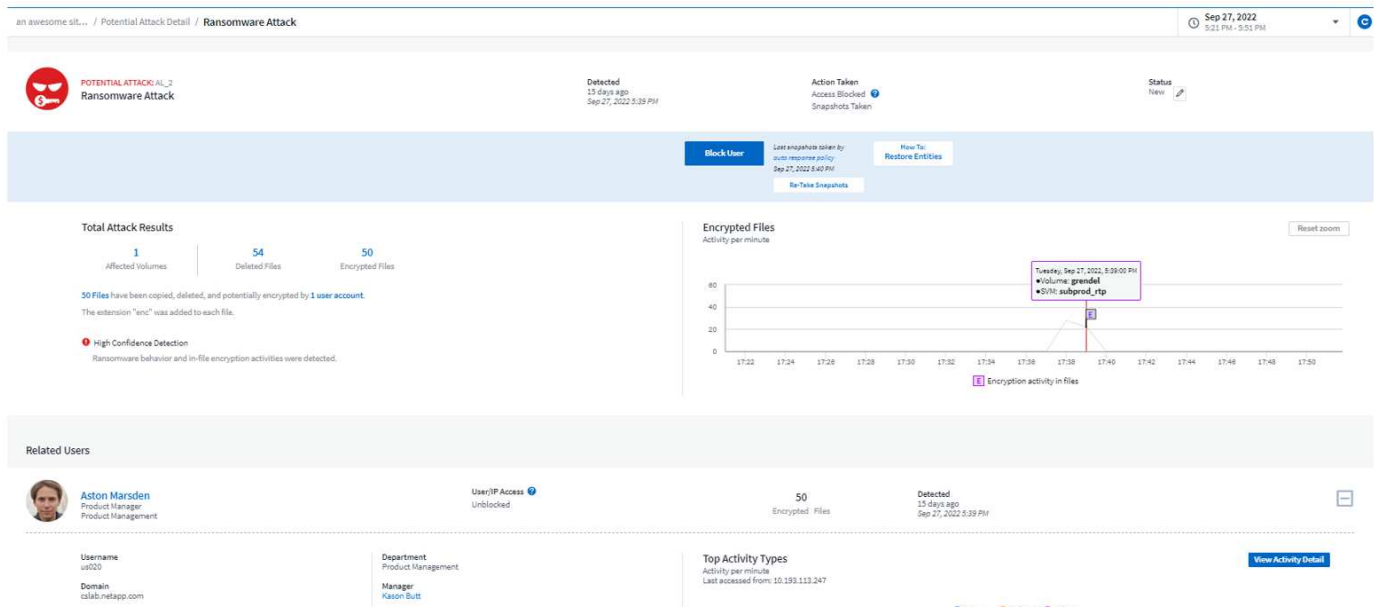 an awesome sit... / Potential Attack Detail / Ransomware Attack
Sep 27, 2022
5:21 PM - 5:51 PM
C
POTENTIAL ATTACK: AL_2
Ransomware Attack
Detected
15 days ago
Sep 27, 2022 5:39 PM
Action Taken
Access Blocked ?
Snapshots Taken
Status
New
Block User
Last snapshots taken by
auto response policy
Sep 27, 2022 5:40 PM
Re-Take Snapshots
How To:
Restore Entities
Total Attack Results
1
Affected Volumes
54
Deleted Files
50
Encrypted Files
50 Files have been copied, deleted, and potentially encrypted by 1 user account.
The extension "enc" was added to each file.
High Confidence Detection
Ransomware behavior and in-file encryption activities were detected.
Encrypted Files
Activity per minute
Reset zoom
Tuesday, Sep 27, 2022, 5:39:00 PM
●Volume: grendel
●SVM: subprod_rtp
E
60
40
20
0
17:22 17:24 17:26 17:28 17:30 17:32 17:34 17:36 17:38 17:40 17:42 17:44 17:46 17:48 17:50
E Encryption activity in files
Related Users
Aston Marsden
Product Manager
Product Management
User/IP Access ?
Unblocked
50
Encrypted Files
Detected
15 days ago
Sep 27, 2022 5:39 PM
Username
us020
Domain
cslab.netapp.com
Department
Product Management
Manager
Kason Butt
Top Activity Types
Activity per minute
Last accessed from: 10.193.113.247
View Activity Detail